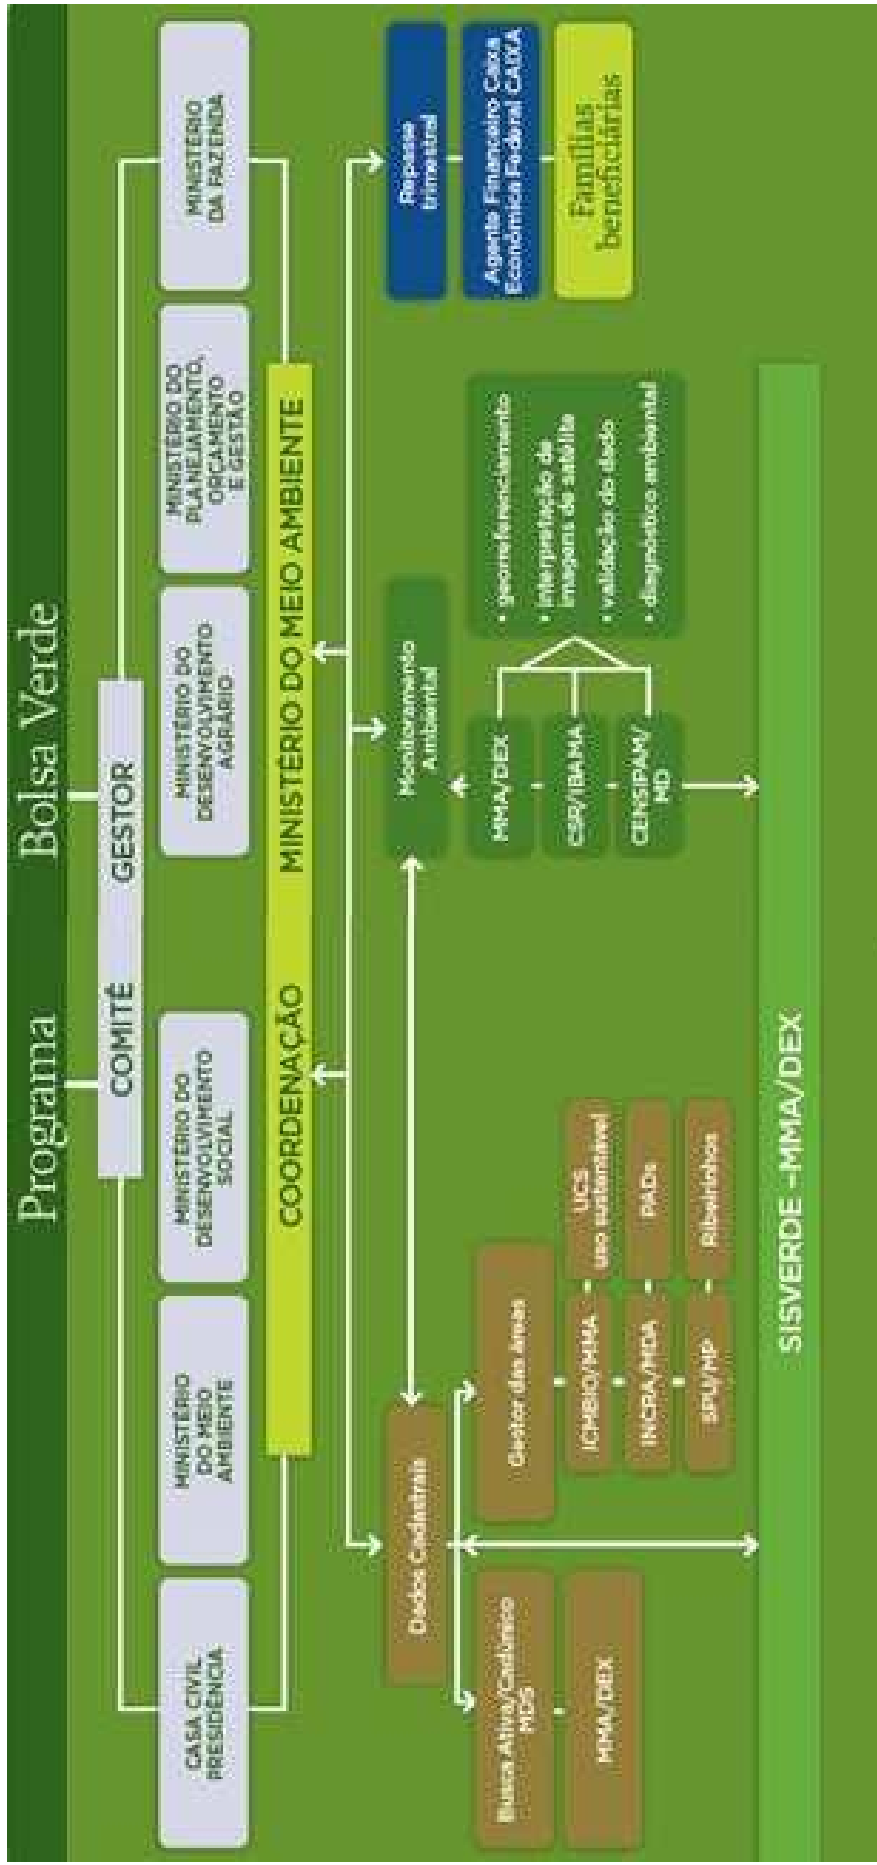 Programa Bolsa Verde
COMITÊ GESTOR
CASA CIVIL
PRESIDÊNCIA
MINISTÉRIO
DO MEIO
AMBIENTE
MINISTÉRIO DO
DESENVOLVIMENTO
SOCIAL
MINISTÉRIO DO
DESENVOLVIMENTO
AGRÁRIO
MINISTÉRIO DO
PLANEJAMENTO,
ORÇAMENTO
E GESTÃO
MINISTÉRIO
DA FAZENDA
COORDENAÇÃO MINISTÉRIO DO MEIO AMBIENTE
Dados Cadastrais
Monitoramento
Ambiental
Repasse
trimestral
Busca Ativa/Cadúnico
MDS
MMA/DEX
Gestor das áreas
ICMBIO/MMA
UCS
uso sustentável
INCRA/MDA
PADs
SPU/MP
Ribeirinhos
MMA/DEX
CSR/IBAMA
CENSIPAM/
MD
• georreferenciamento
• interpretação de
imagens de satélite
• validação do dado
• diagnóstico ambiental
Agente Financeiro Caixa
Econômica Federal CAIXA
Famílias
beneficiárias
SISVERDE –MMA/DEX